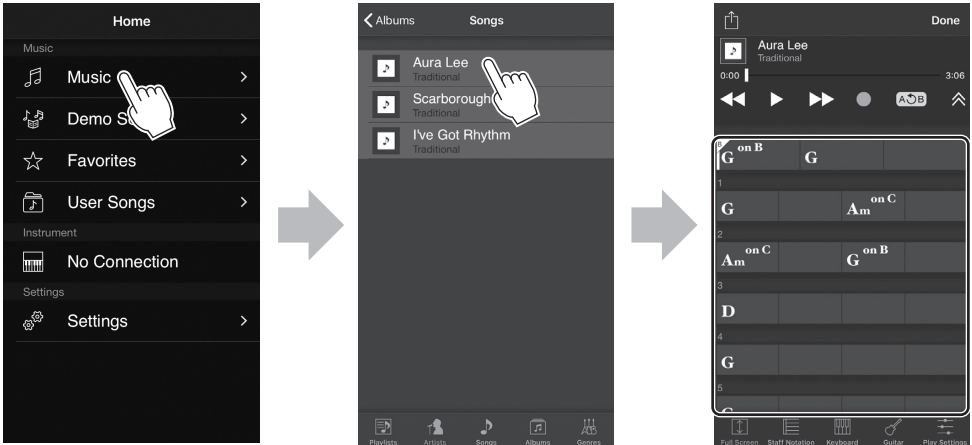 Home
Music
Music
Demo S
Favorites
User Songs
Instrument
No Connection
Settings
Settings
Albums Songs
Aura Lee
Traditional
Scarborough
Traditional
I've Got Rhythm
Traditional
Playlists Artists Songs Albums Genres
Done
Aura Lee
Traditional
0:00 3:06
A B
B
G on B G
1
G Am on C
2
Am on C G on B
3
D
4
G
5
Full Screen Staff Notation Keyboard Guitar Play Settings